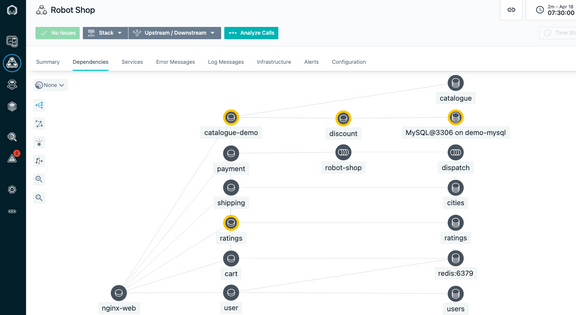 Robot Shop
2m - Apr 18
07:30:00
No Issues
Stack
Upstream / Downstream
Analyze Calls
Summary
Dependencies
Services
Error Messages
Log Messages
Infrastructure
Alerts
Configuration
None
catalogue
catalogue-demo
discount
MySQL@3306 on demo-mysql
payment
robot-shop
dispatch
shipping
cities
ratings
ratings
cart
redis:6379
nginx-web
user
users